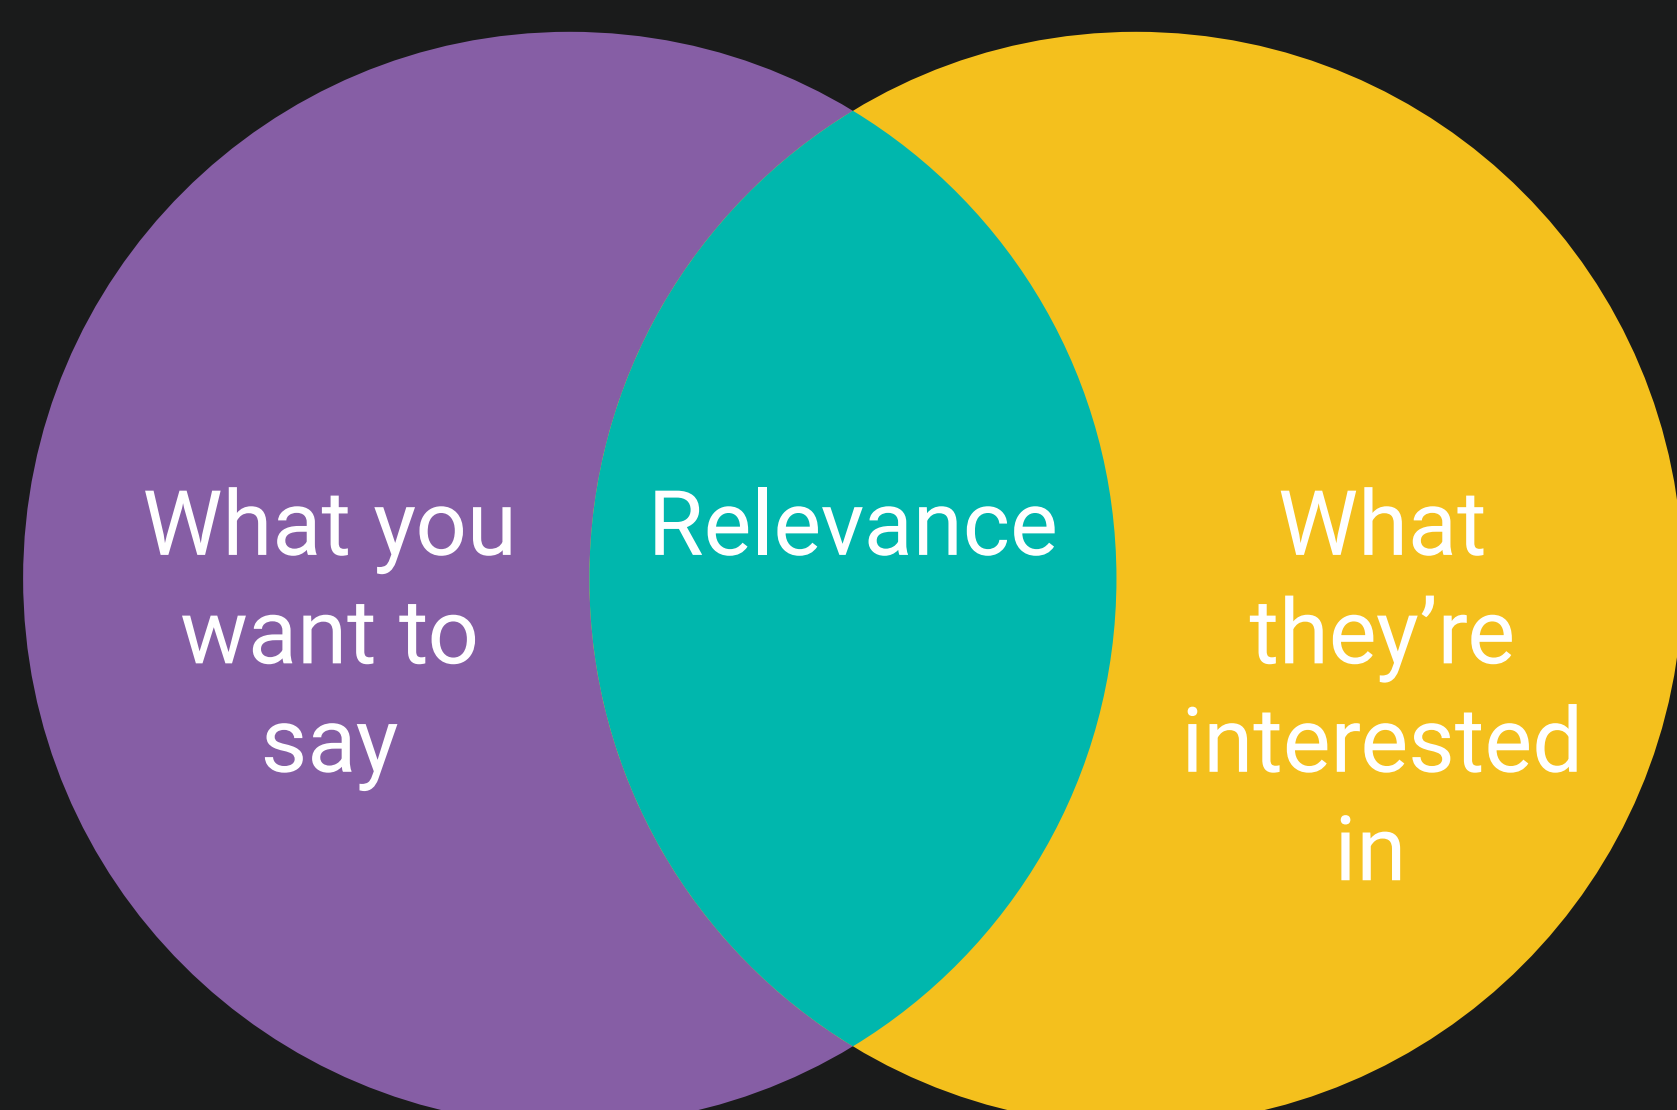 What you
want to
say
Relevance
What
they’re
interested
in